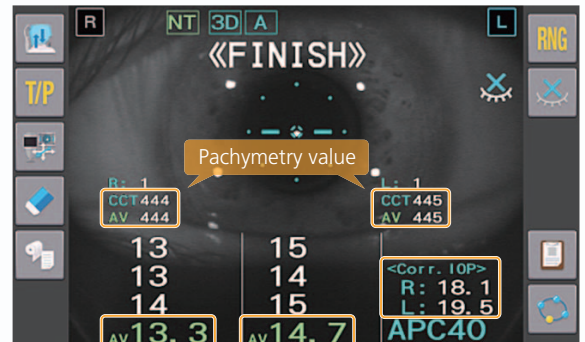 R NT 3D A L
RNG
«FINISH»
T/P
Pachymetry value
R: 1 L: 1
CCT444 CCT445
AV 444 AV 445
13 15
13 14
14 15
<Corr.IOP>
R: 18.1
L: 19.5
AV13.3 AV14.7 APC40